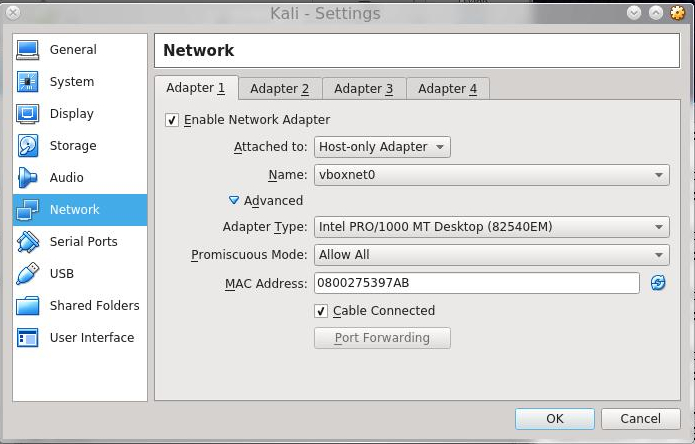 Kali - Settings
General
System
Display
Storage
Audio
Network
Serial Ports
USB
Shared Folders
User Interface
Network
Adapter 1
Adapter 2
Adapter 3
Adapter 4
Enable Network Adapter
Attached to: Host-only Adapter
Name: vboxnet0
Advanced
Adapter Type: Intel PRO/1000 MT Desktop (82540EM)
Promiscuous Mode: Allow All
MAC Address: 0800275397AB
Cable Connected
Port Forwarding
OK
Cancel